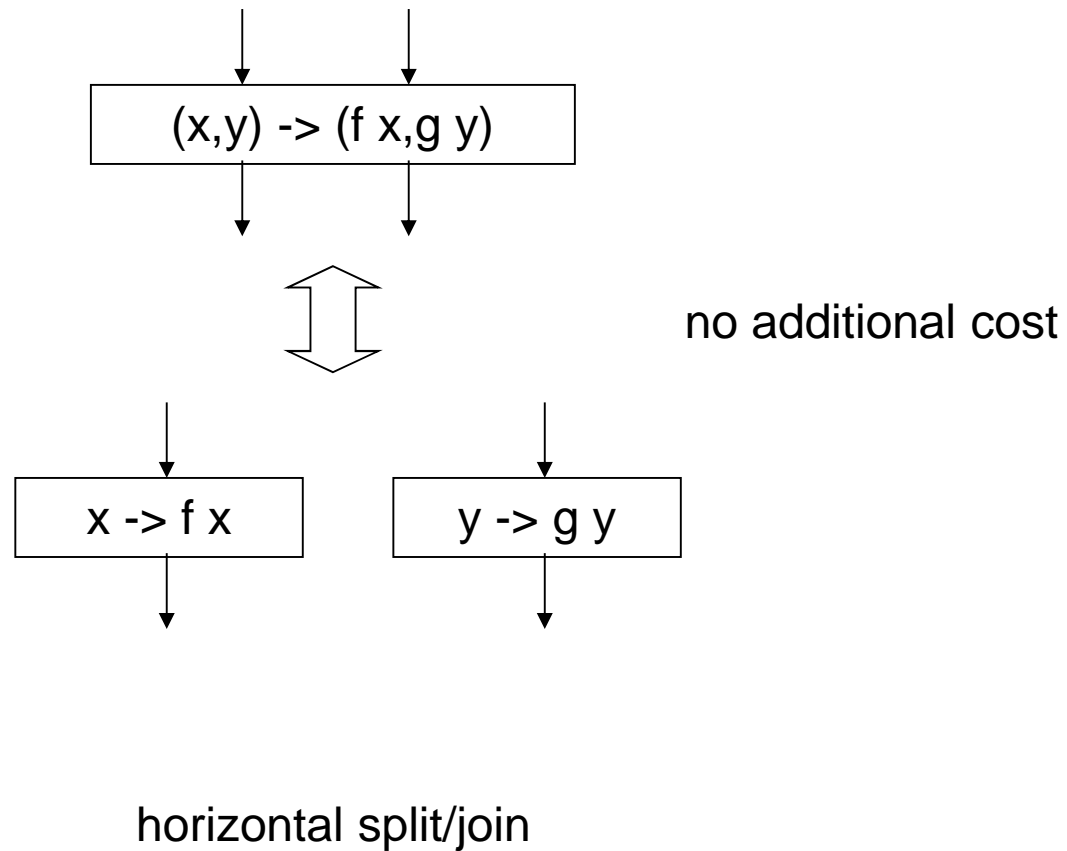 (x,y) -> (f x,g y)
no additional cost
x -> f x
y -> g y
horizontal split/join